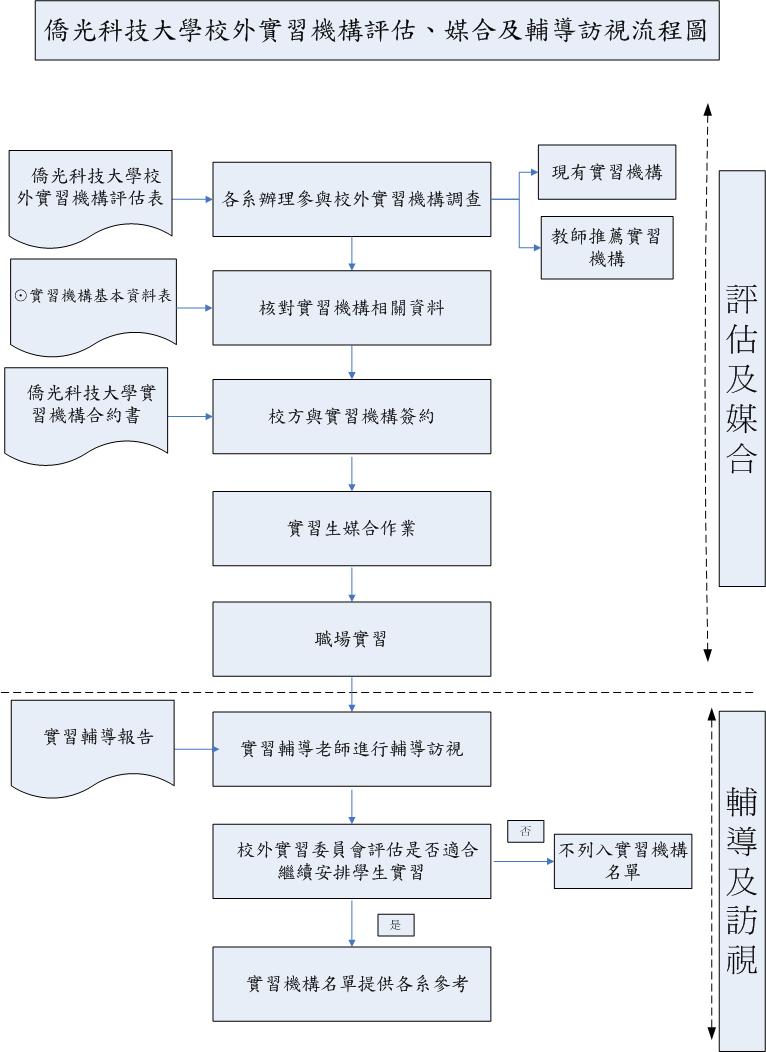 僑光科技大學校外實習機構評估、媒合及輔導訪視流程圖
僑光科技大學校
外實習機構評估表
各系辦理參與校外實習機構調查
現有實習機構
教師推薦實習
機構
⊙實習機構基本資料表
核對實習機構相關資料
僑光科技大學實
習機構合約書
校方與實習機構簽約
實習生媒合作業
職場實習
評估及媒合
實習輔導報告
實習輔導老師進行輔導訪視
校外實習委員會評估是否適合
繼續安排學生實習
否
不列入實習機構
名單
是
實習機構名單提供各系參考
輔導及訪視